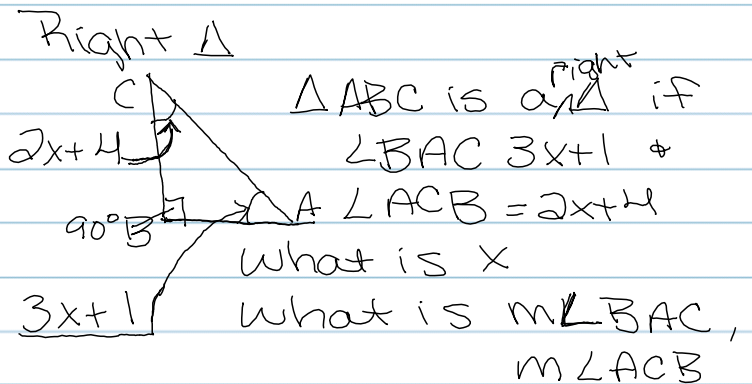 Right Δ
C
2x+4
90° B
A
3x+1
Δ ABC is a right Δ if
∠BAC 3x+1 &
∠ACB = 2x+4
What is x
What is m∠BAC,
m∠ACB